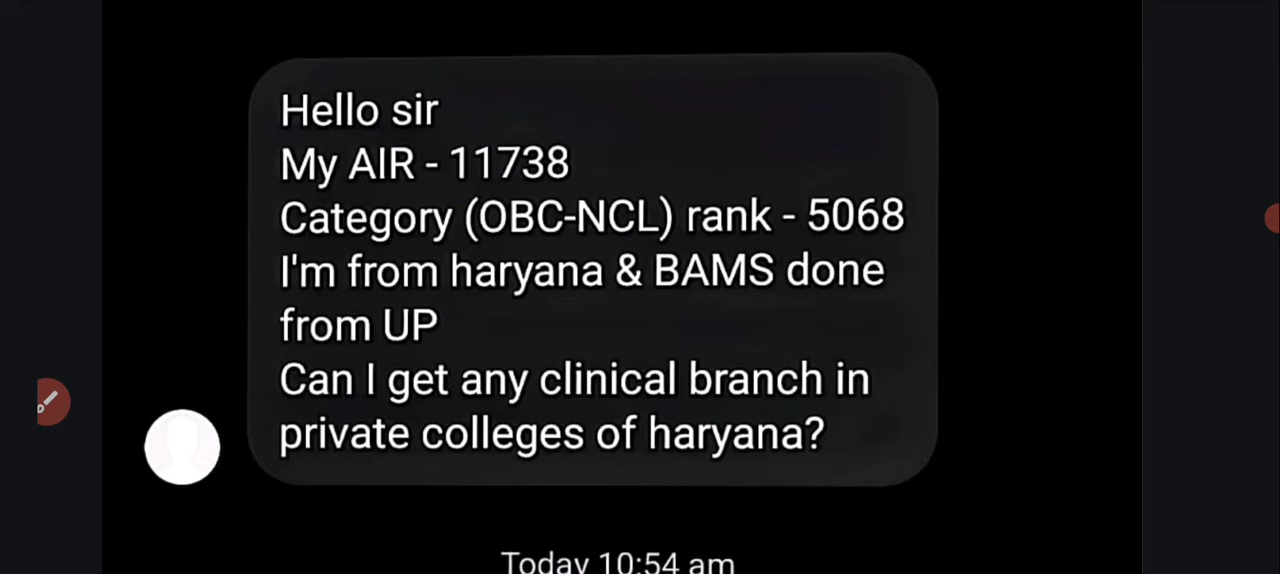 Hello sir
My AIR - 11738
Category (OBC-NCL) rank - 5068
I'm from haryana & BAMS done
from UP
Can I get any clinical branch in
private colleges of haryana?
Today 10:54 am